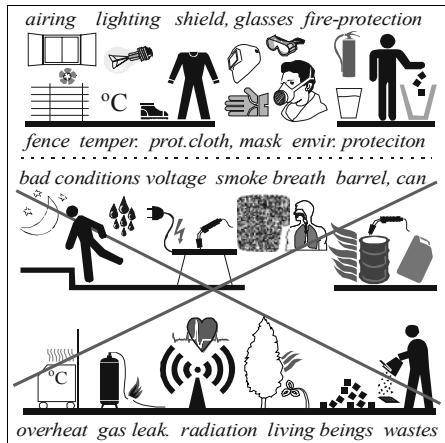 airing lighting shield, glasses fire-protection
°C
fence temper. prot.cloth, mask envir. proteciton
bad conditions voltage smoke breath barrel, can
°C
overheat gas leak. radiation living beings wastes